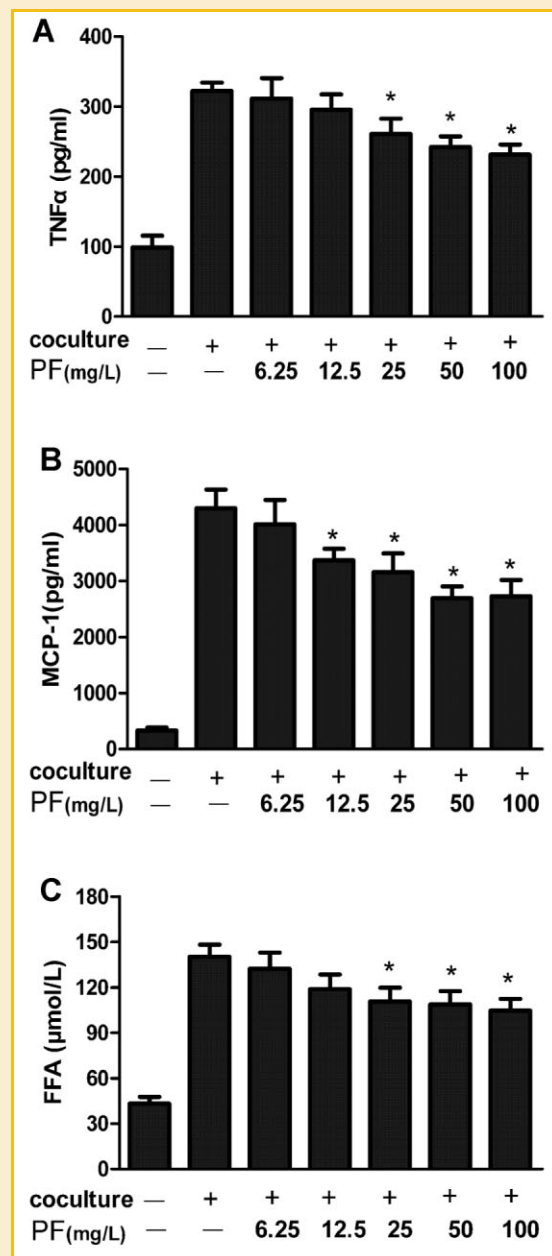 A
TNFα (pg/ml)
400
300
200
100
0
* * *
coculture — + + + + + +
PF(mg/L) — — 6.25 12.5 25 50 100
B
MCP-1(pg/ml)
5000
4000
3000
2000
1000
0
* * * *
coculture — + + + + + +
PF(mg/L) — — 6.25 12.5 25 50 100
C
FFA (µmol/L)
180
150
120
90
60
30
0
* * *
coculture — + + + + + +
PF(mg/L) — — 6.25 12.5 25 50 100